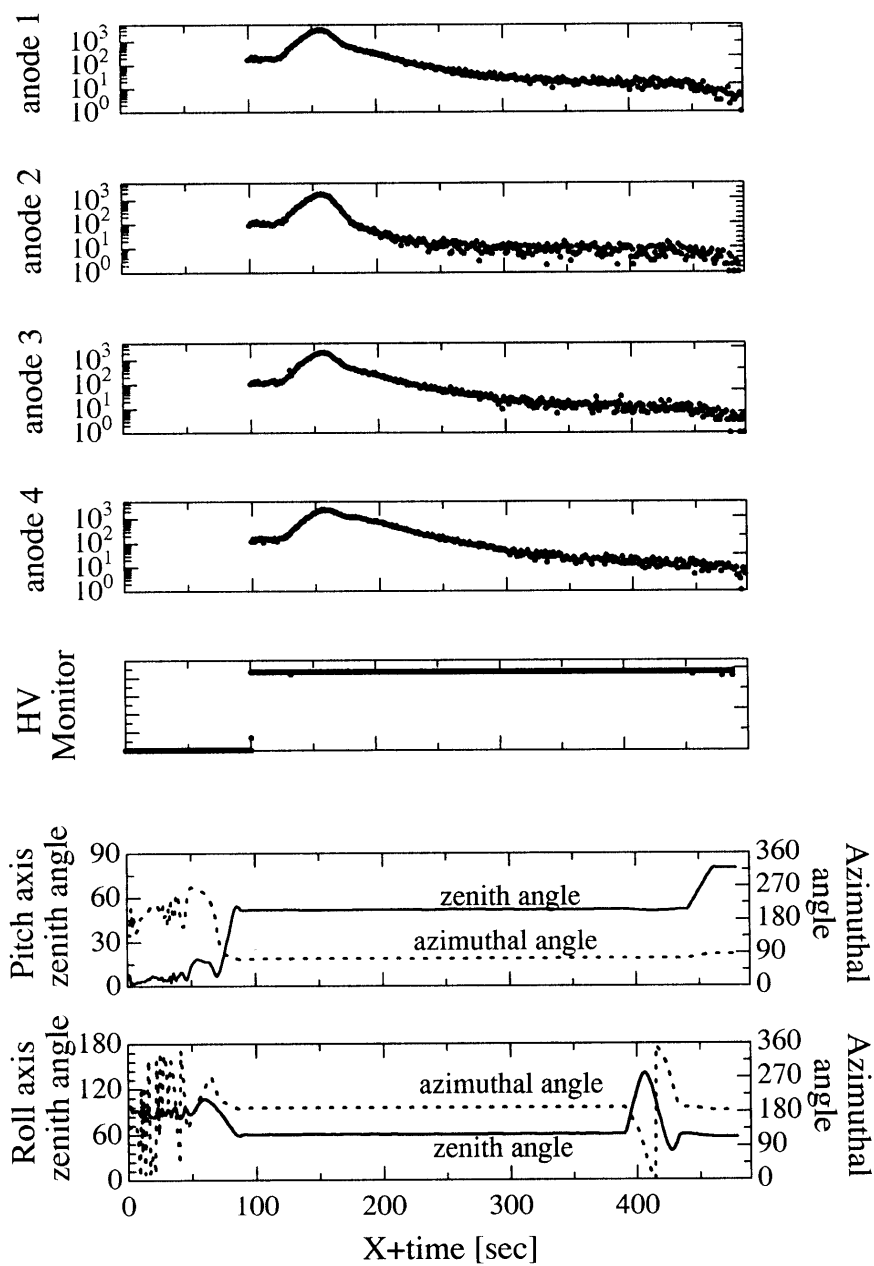 anode 1
10³
10²
10¹
10⁰
anode 2
10³
10²
10¹
10⁰
anode 3
10³
10²
10¹
10⁰
anode 4
10³
10²
10¹
10⁰
HV
Monitor
Pitch axis
zenith angle
90
60
30
0
zenith angle
azimuthal angle
360
270
180
90
0
Azimuthal
angle
Roll axis
zenith angle
180
120
60
0
azimuthal angle
zenith angle
360
270
180
90
0
Azimuthal
angle
0 100 200 300 400
X+time [sec]